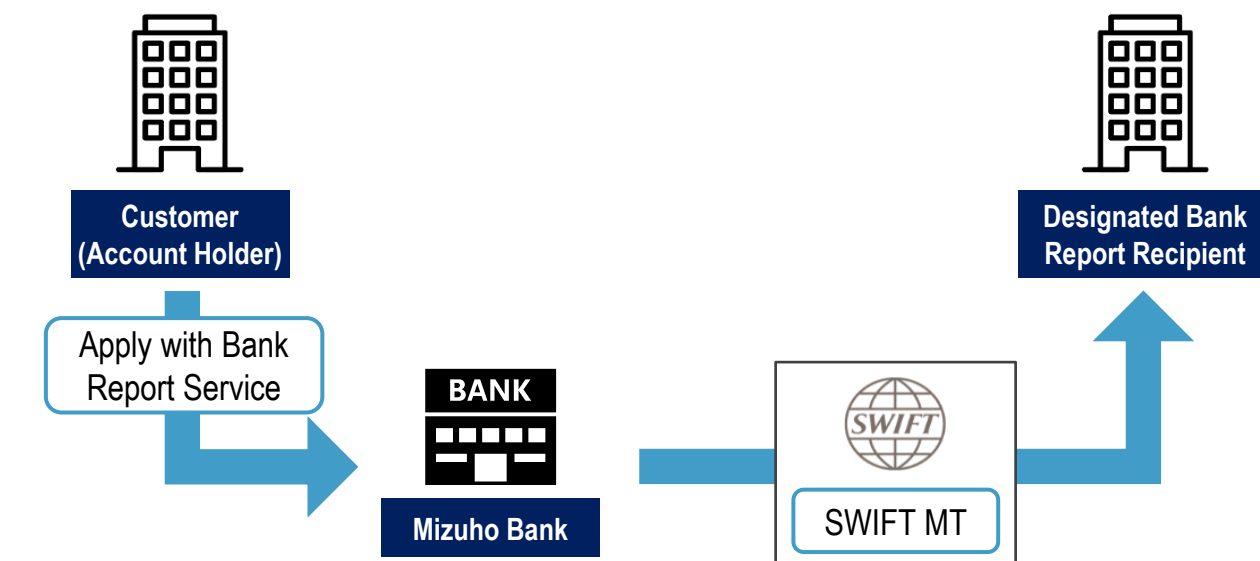 Customer
(Account Holder)
Designated Bank
Report Recipient
Apply with Bank
Report Service
BANK
Mizuho Bank
SWIFT
SWIFT MT